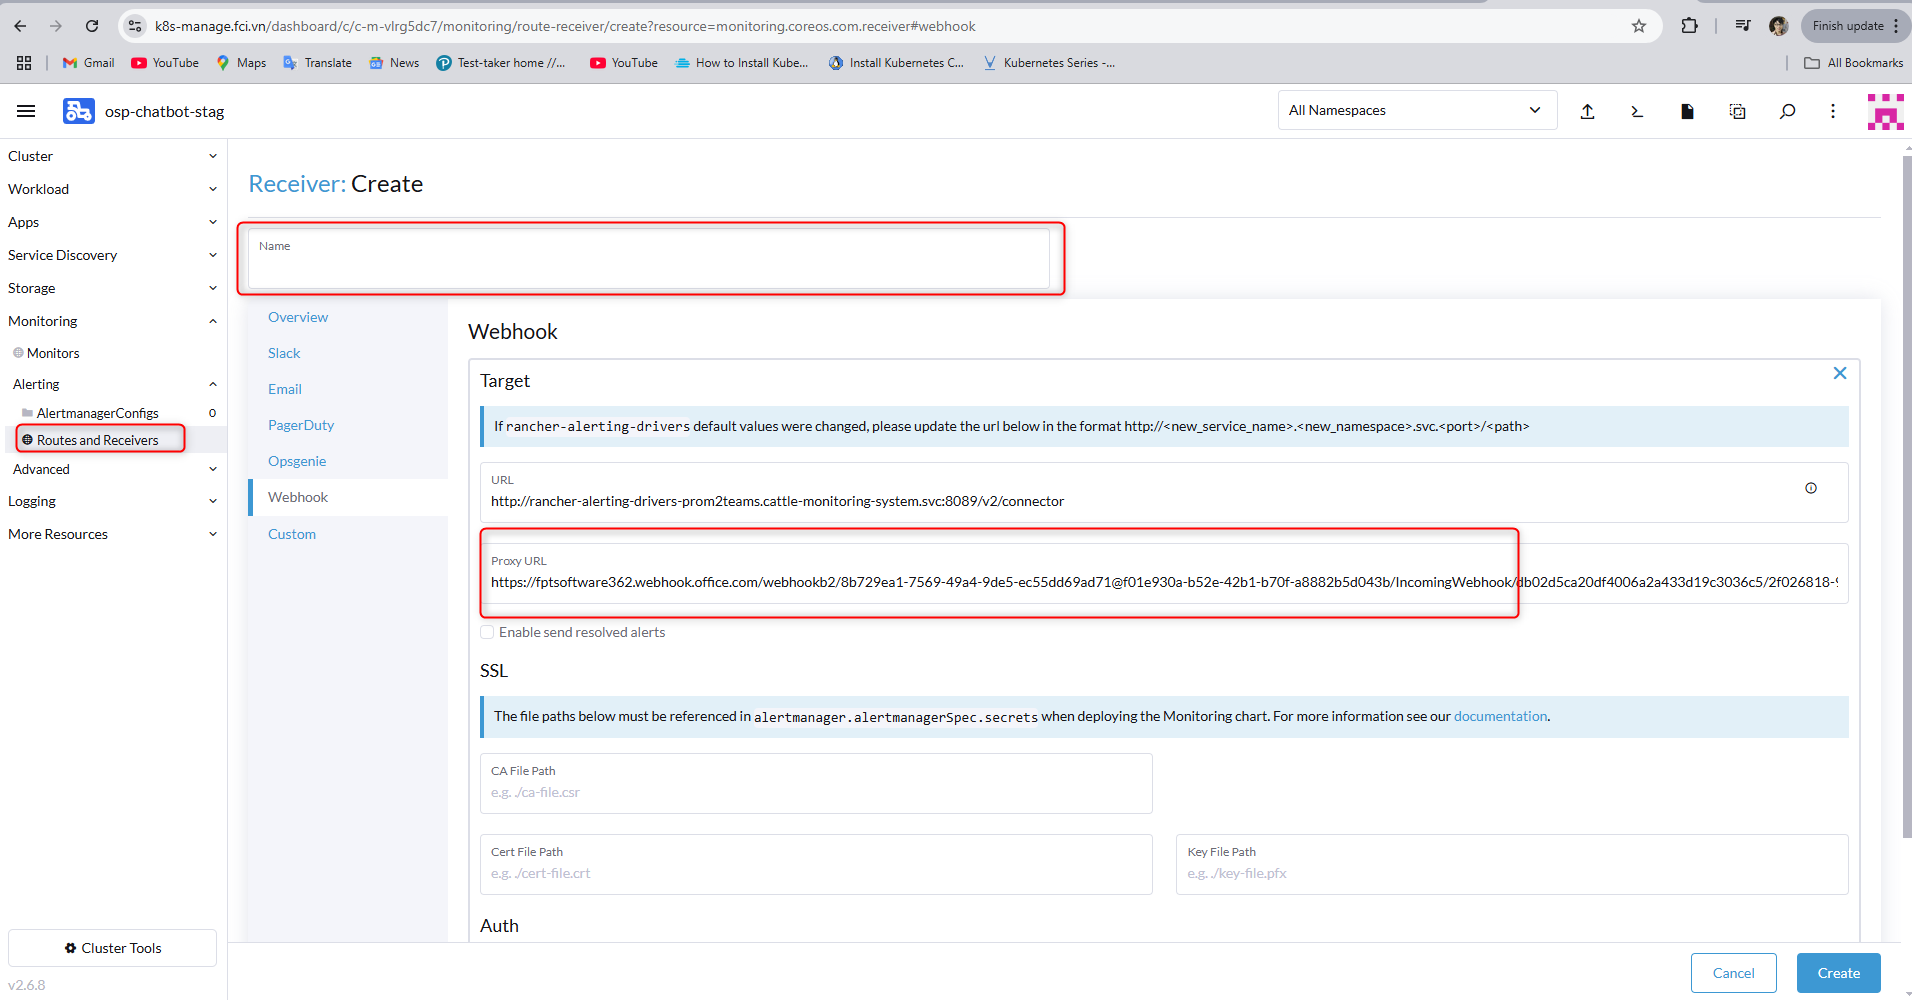 k8s-manage.fci.vn/dashboard/c/c-m-vlrg5dc7/monitoring/route-receiver/create?resource=monitoring.coreos.com.receiver#webhook
Finish update
Gmail
YouTube
Maps
Translate
News
Test-taker home //...
YouTube
How to Install Kube...
Install Kubernetes C...
Kubernetes Series -...
All Bookmarks
osp-chatbot-stag
All Namespaces
Cluster
Workload
Apps
Service Discovery
Storage
Monitoring
Monitors
Alerting
AlertmanagerConfigs 0
Routes and Receivers
Advanced
Logging
More Resources
Cluster Tools
v2.6.8
Receiver: Create
Name
Overview
Slack
Email
PagerDuty
Opsgenie
Webhook
Custom
Webhook
Target
If rancher-alerting-drivers default values were changed, please update the url below in the format http://<new_service_name>.<new_namespace>.svc.<port>/<path>
URL
http://rancher-alerting-drivers-prom2teams.cattle-monitoring-system.svc:8089/v2/connector
Proxy URL
https://fptsoftware362.webhook.office.com/webhookb2/8b729ea1-7569-49a4-9de5-ec55dd69ad71@f01e930a-b52e-42b1-b70f-a8882b5d043b/IncomingWebhook/db02d5ca20df4006a2a433d19c3036c5/2f026818-9
Enable send resolved alerts
SSL
The file paths below must be referenced in alertmanager.alertmanagerSpec.secrets when deploying the Monitoring chart. For more information see our documentation.
CA File Path
e.g. ./ca-file.csr
Cert File Path
e.g. ./cert-file.crt
Key File Path
e.g. ./key-file.pfx
Auth
Cancel
Create